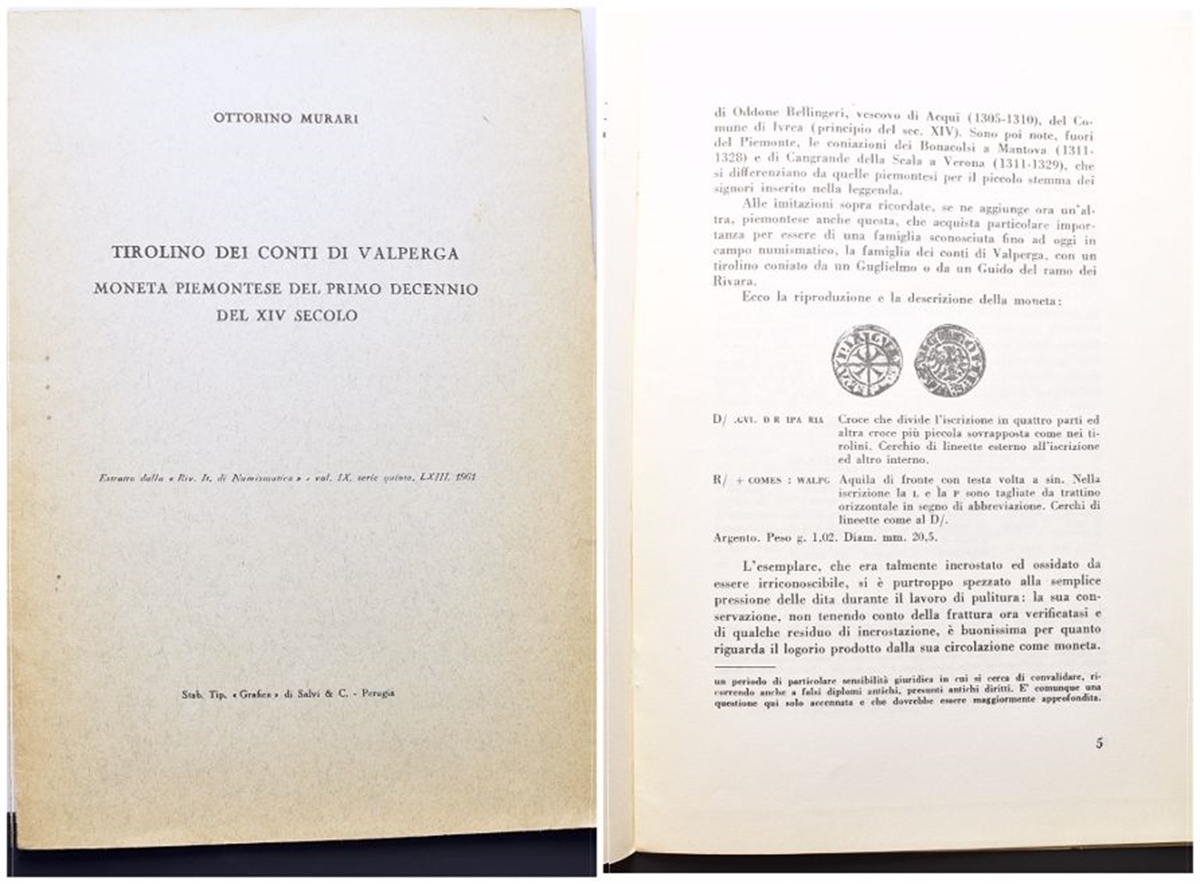 OTTORINO MURARI
TIROLINO DEI CONTI DI VALPERGA
MONETA PIEMONTESE DEL PRIMO DECENNIO
DEL XIV SECOLO
Estratto dalla « Riv. It. di Numismatica » - vol. IX, serie quinta, LXIII, 1961
Stab. Tip. «Grafica» di Salvi & C. - Perugia
di Oddone Bellingeri, vescovo di Acqui (1305-1310), del Co-
mune di Ivrea (principio del sec. XIV). Sono poi note, fuori
del Piemonte, le coniazioni dei Bonacolsi a Mantova (1311-
1328) e di Cangrande della Scala a Verona (1311-1329), che
si differenziano da quelle piemontesi per il piccolo stemma dei
signori inserito nella leggenda.
Alle imitazioni sopra ricordate, se ne aggiunge ora un'al-
tra, piemontese anche questa, che acquista particolare impor-
tanza per essere di una famiglia sconosciuta fino ad oggi in
campo numismatico, la famiglia dei conti di Valperga, con un
tirolino coniato da un Guglielmo o da un Guido del ramo dei
Rivara.
Ecco la riproduzione e la descrizione della moneta:
D/ .GVI. D R IPA RIA Croce che divide l'iscrizione in quattro parti ed
altra croce più piccola sovrapposta come nei ti-
rolini. Cerchio di lineette esterno all'iscrizione
ed altro interno.
R/ + COMES : WALPG Aquila di fronte con testa volta a sin. Nella
iscrizione la L e la P sono tagliate da trattino
orizzontale in segno di abbreviazione. Cerchi di
lineette come al D/.
Argento. Peso g. 1,02. Diam. mm. 20,5.
L'esemplare, che era talmente incrostato ed ossidato da
essere irriconoscibile, si è purtroppo spezzato alla semplice
pressione delle dita durante il lavoro di pulitura: la sua con-
servazione, non tenendo conto della frattura ora verificatasi e
di qualche residuo di incrostazione, è buonissima per quanto
riguarda il logorio prodotto dalla sua circolazione come moneta.
un periodo di particolare sensibilità giuridica in cui si cerca di convalidare, ri-
correndo anche a falsi diplomi antichi, presunti antichi diritti. E' comunque una
questione qui solo accennata e che dovrebbe essere maggiormente approfondita.
5